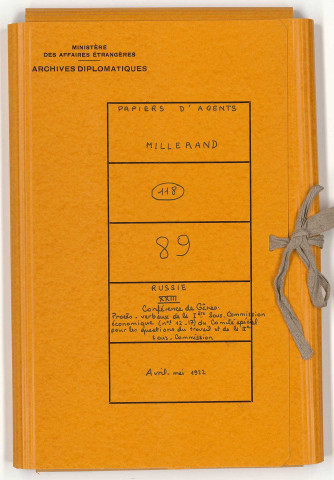 MINISTÈRE
DES AFFAIRES ÉTRANGÈRES
ARCHIVES DIPLOMATIQUES
PAPIERS D'AGENTS
MILLERAND
118
89
RUSSIE
XXIII
Conférence de Gênes.
Procès-verbaux de la 1ère Sous-Commission
économique (nos 12-17) du Comité spécial
pour les questions du travail et de la 2e
Sous-Commission
Avril-mai 1922